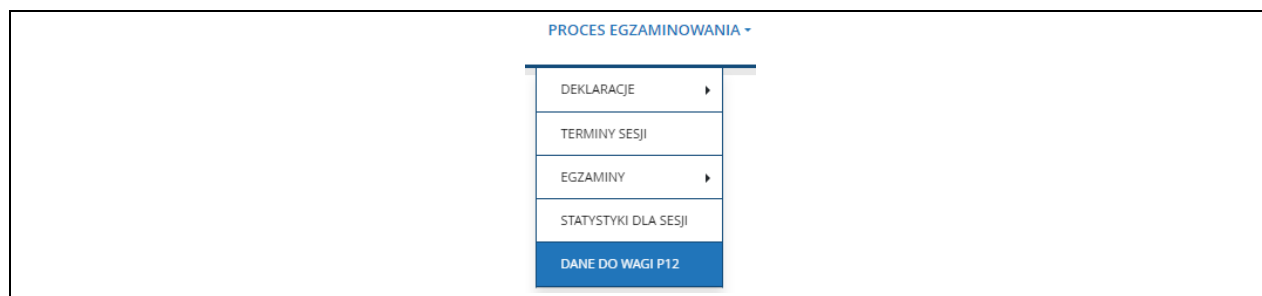 PROCES EGZAMINOWANIA
DEKLARACJE
TERMINY SESJI
EGZAMINY
STATYSTYKI DLA SESJI
DANE DO WAGI P12